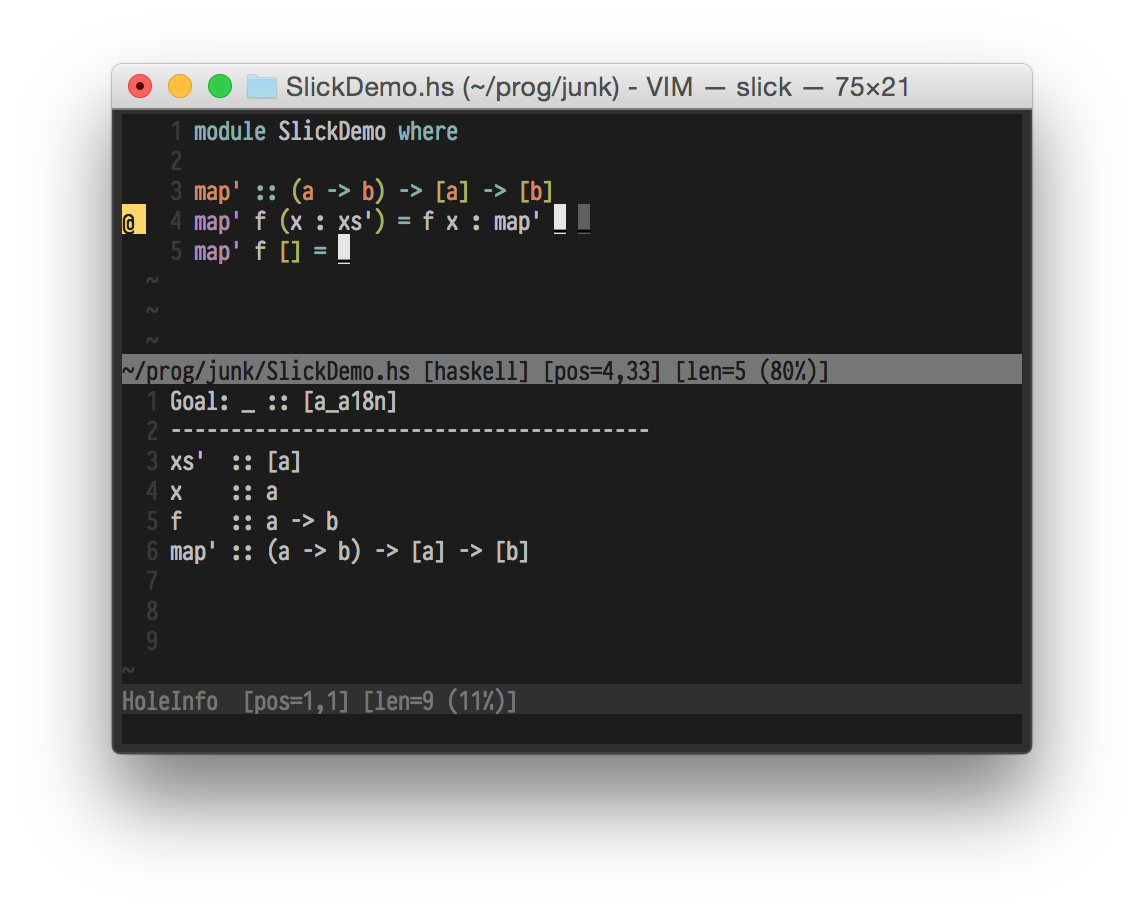 SlickDemo.hs (~/prog/junk) - VIM — slick — 75×21
1 module SlickDemo where
2
3 map' :: (a -> b) -> [a] -> [b]
@ 4 map' f (x : xs') = f x : map' _ _
5 map' f [] = _
~
~
~
~/prog/junk/SlickDemo.hs [haskell] [pos=4,33] [len=5 (80%)]
1 Goal: _ :: [a_a18n]
2 ----------------------------------------
3 xs'  :: [a]
4 x    :: a
5 f    :: a -> b
6 map' :: (a -> b) -> [a] -> [b]
7
8
9
~
HoleInfo  [pos=1,1] [len=9 (11%)]